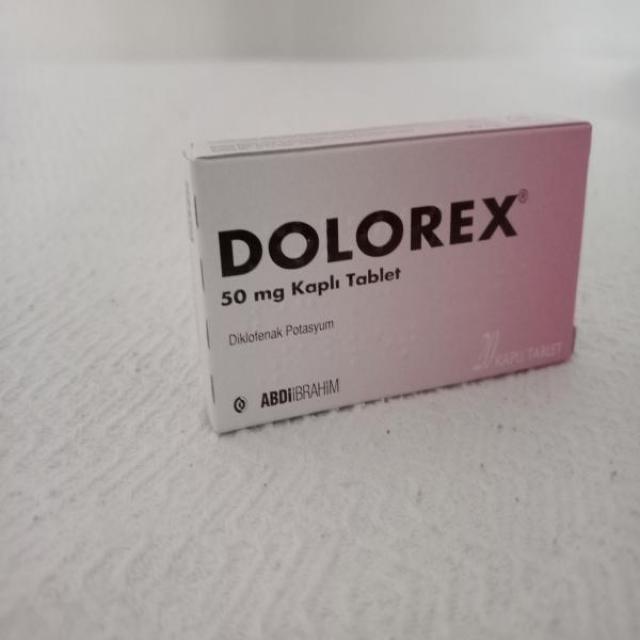 DOLOREX®
50 mg Kaplı Tablet
Diklofenak Potasyum
ABDİİBRAHİM
KAPLI TABLET